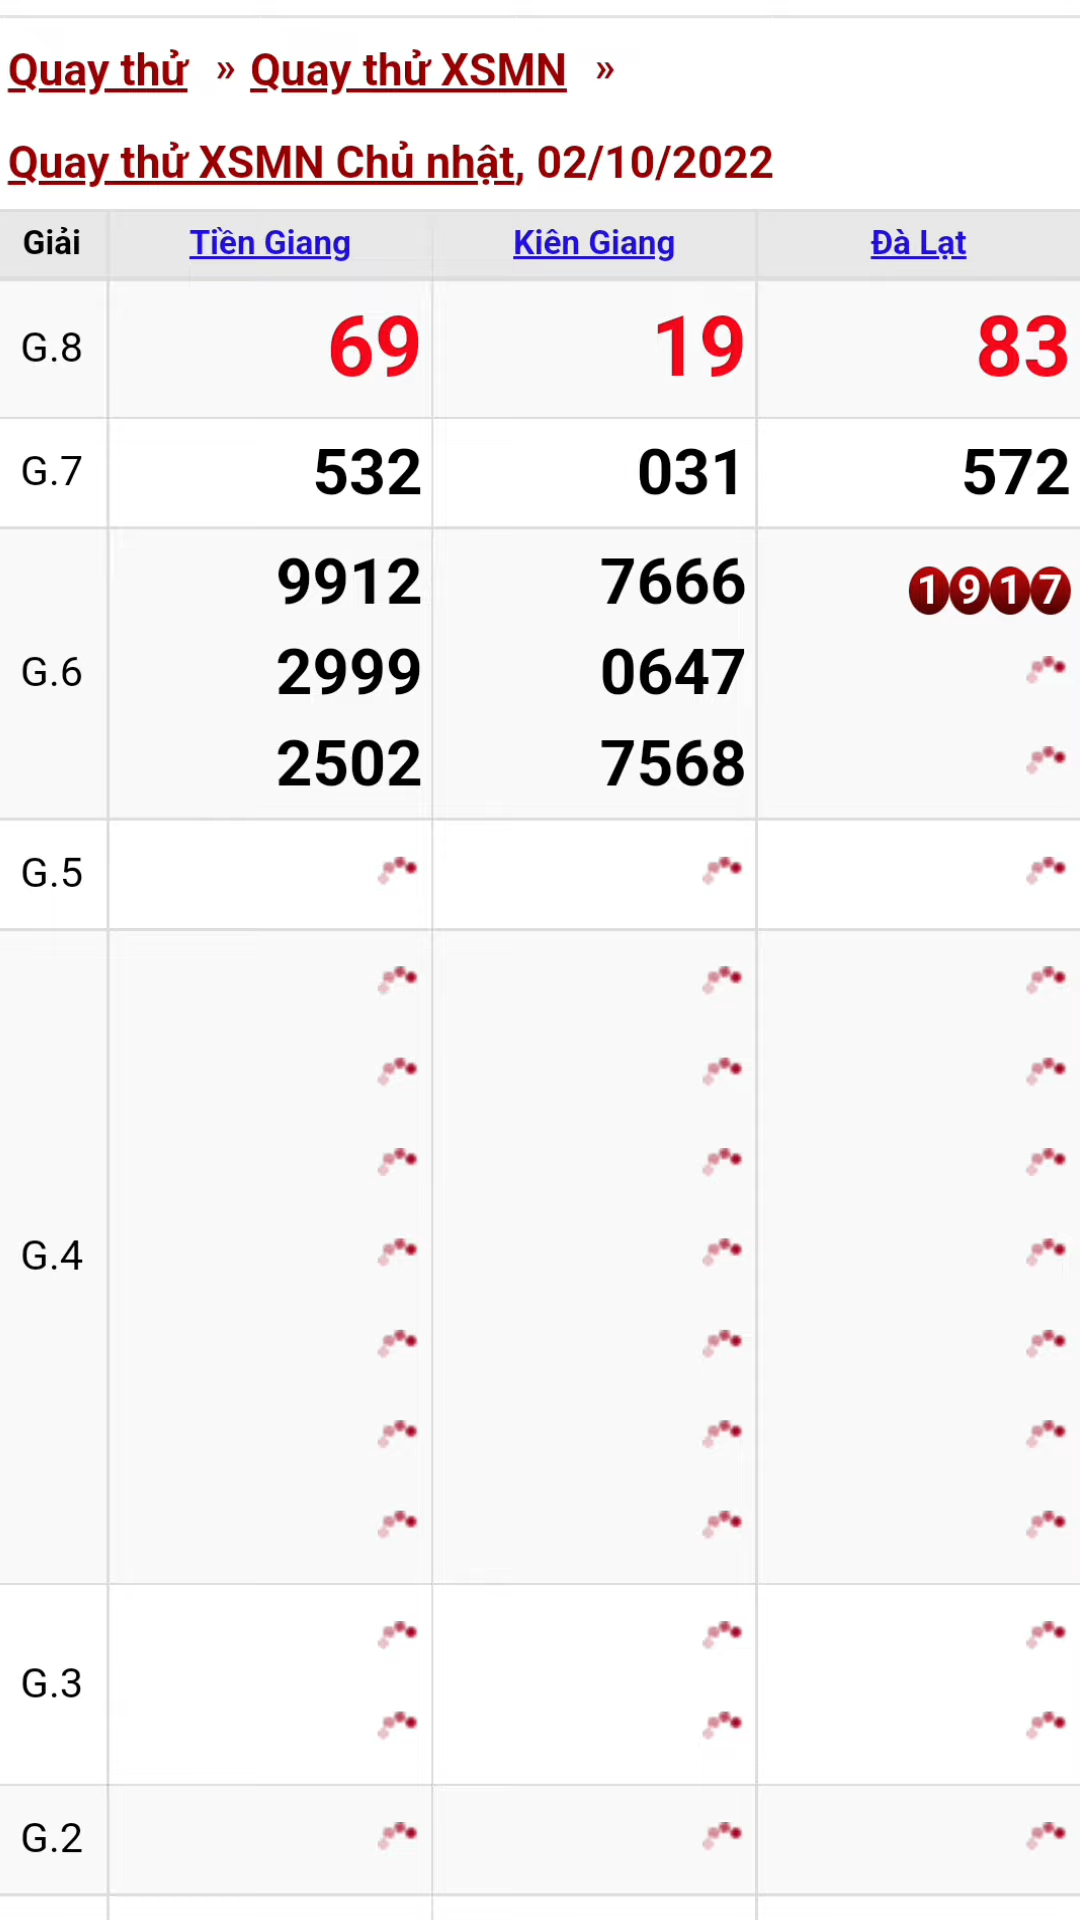 Quay thử » Quay thử XSMN »
Quay thử XSMN Chủ nhật, 02/10/2022
Giải Tiền Giang Kiên Giang Đà Lạt
G.8 69 19 83
G.7 532 031 572
9912 7666 1917
G.6 2999 0647
2502 7568
G.5
G.4
G.3
G.2